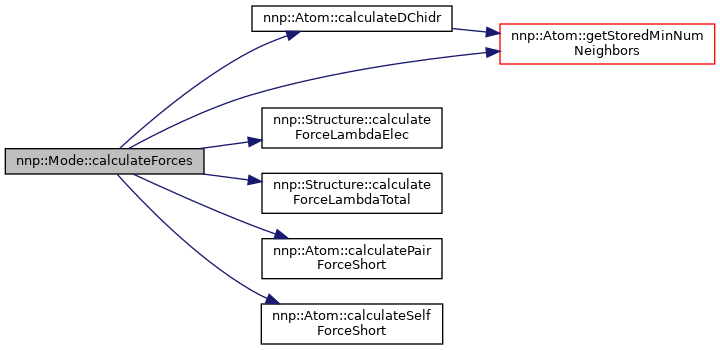 nnp::Mode::calculateForces
nnp::Atom::calculateDChidr
nnp::Atom::getStoredMinNum
Neighbors
nnp::Structure::calculate
ForceLambdaElec
nnp::Structure::calculate
ForceLambdaTotal
nnp::Atom::calculatePair
ForceShort
nnp::Atom::calculateSelf
ForceShort